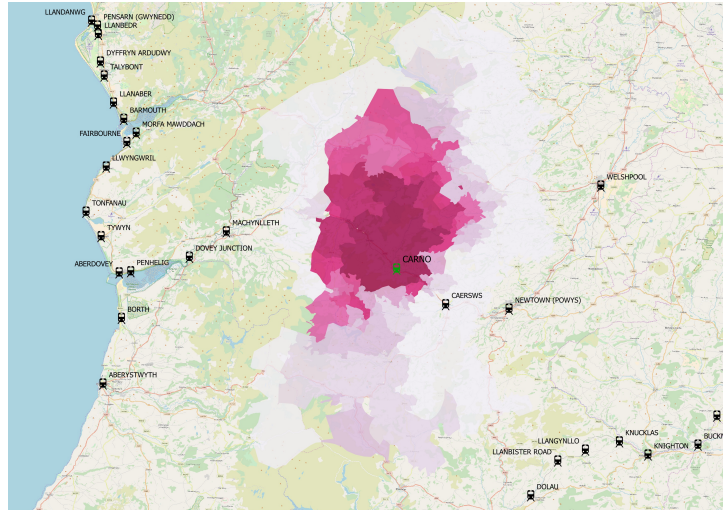 LLANDANWG
PENSARN (GWYNEDD)
LLANBEDR
DYFFRYN ARDUDWY
TALYBONT
LLANABER
BARMOUTH
MORFA MAWDDACH
FAIRBOURNE
LLWYNGWRIL
WELSHPOOL
TONFANAU
MACHYNLLETH
TYWYN
DOVEY JUNCTION
CARNO
ABERDOVEY
PENHELIG
CAERSWS
NEWTOWN (POWYS)
BORTH
ABERYSTWYTH
KNUCKLAS
BUCKN
LLANGYNLLO
KNIGHTON
LLANBISTER ROAD
DOLAU